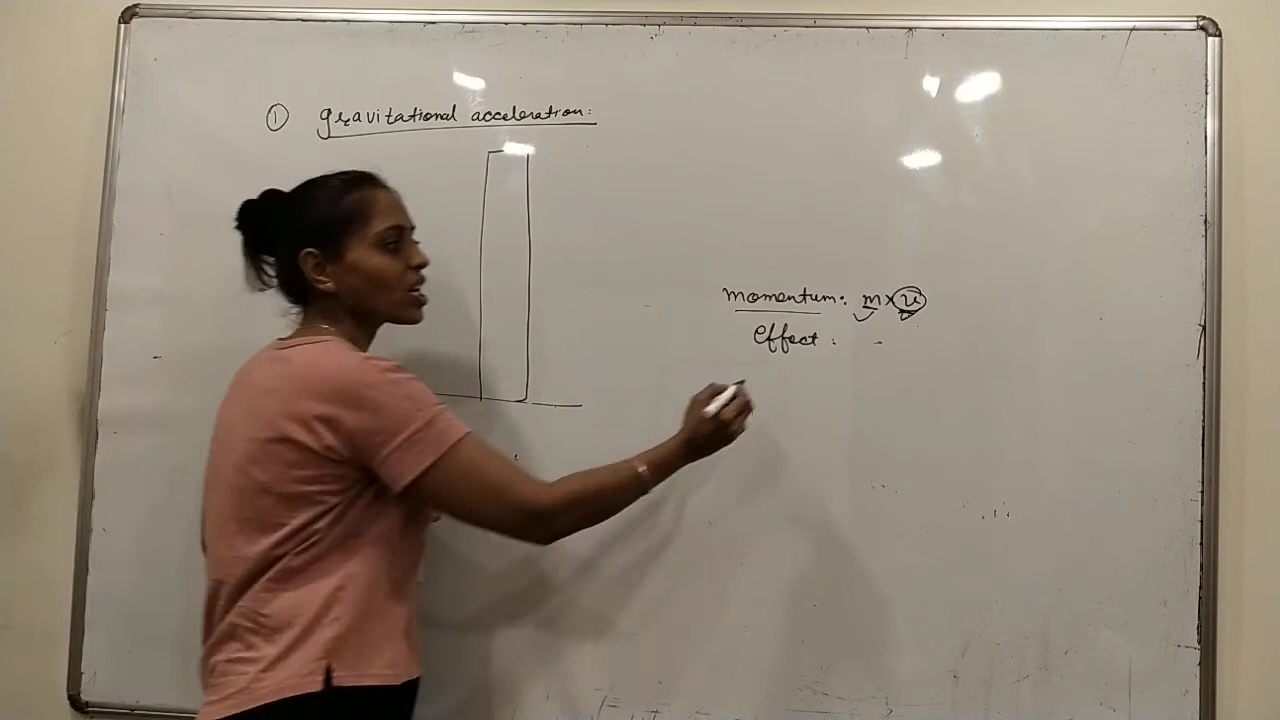 ① gravitational acceleration:
momentum: m×v
Effect :